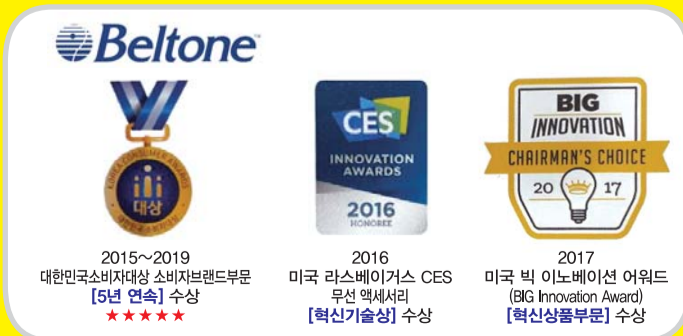 Beltone
KOREA CONSUMER AWARDS
대상
CES
INNOVATION
AWARDS
2016
HONOREE
BIG
INNOVATION
CHAIRMAN'S CHOICE
20 17
2015~2019
대한민국소비자대상 소비자브랜드부문
[5년 연속] 수상
★★★★★
2016
미국 라스베이거스 CES
무선 액세서리
[혁신기술상] 수상
2017
미국 빅 이노베이션 어워드
(BIG Innovation Award)
[혁신상품부문] 수상